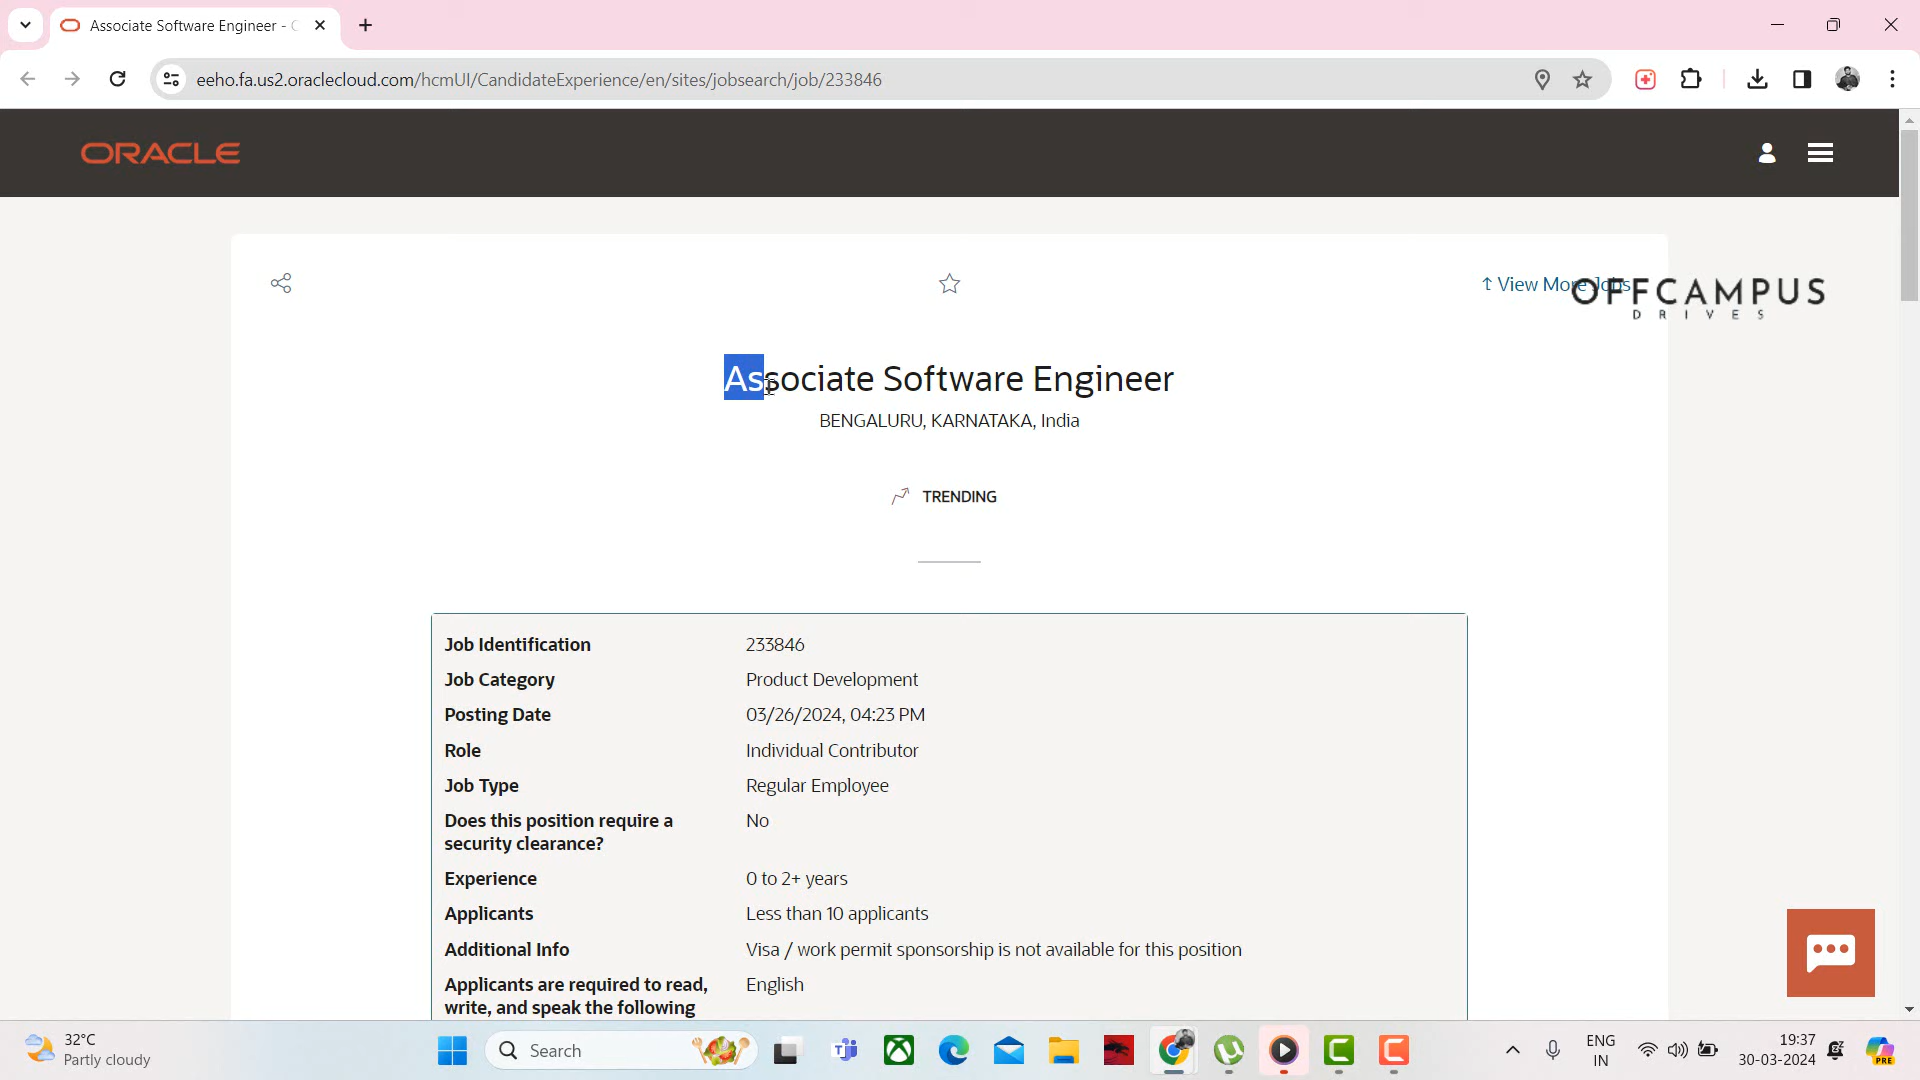 Associate Software Engineer - 
eeho.fa.us2.oraclecloud.com/hcmUI/CandidateExperience/en/sites/jobsearch/job/233846
ORACLE
View More Jobs
OFFCAMPUS
DRIVES
Associate Software Engineer
BENGALURU, KARNATAKA, India
TRENDING
Job Identification 233846
Job Category Product Development
Posting Date 03/26/2024, 04:23 PM
Role Individual Contributor
Job Type Regular Employee
Does this position require a No
security clearance?
Experience 0 to 2+ years
Applicants Less than 10 applicants
Additional Info Visa / work permit sponsorship is not available for this position
Applicants are required to read, English
write, and speak the following
32°C
Partly cloudy
Search
ENG
IN
19:37
30-03-2024
PRE